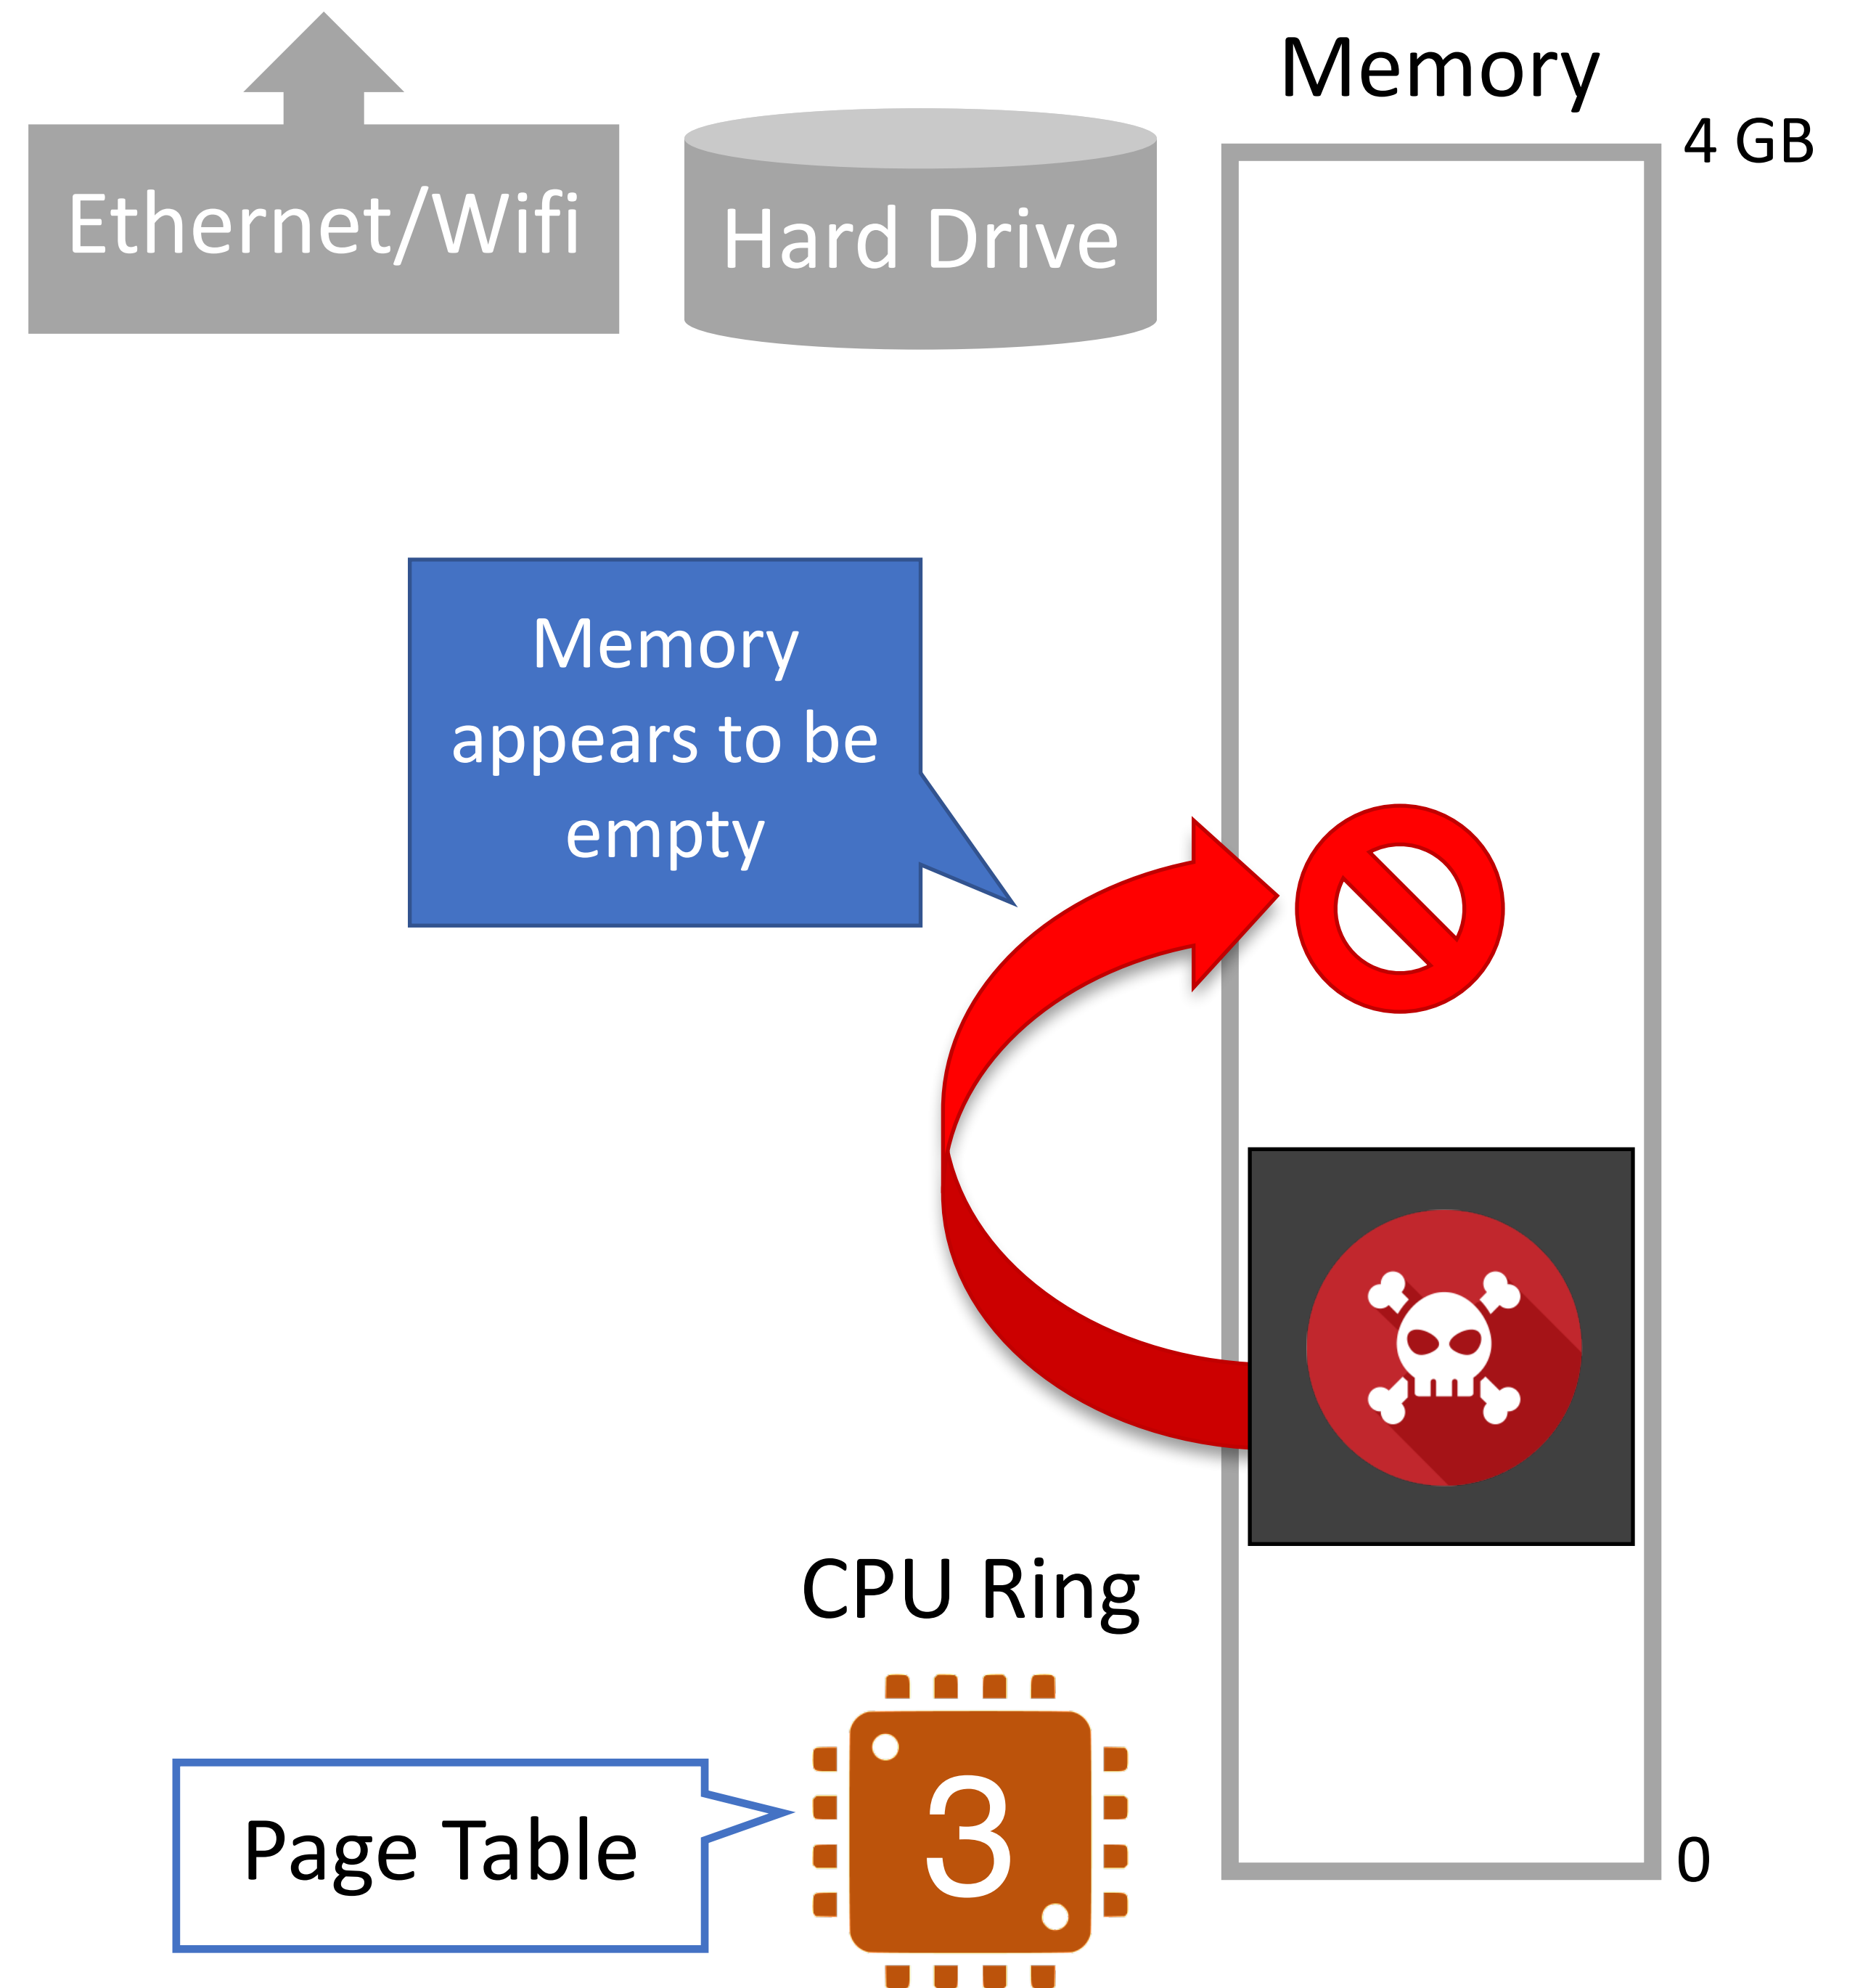 Memory
4 GB
Ethernet/Wifi
Hard Drive
Memory
appears to be
empty
CPU Ring
3
Page Table
0